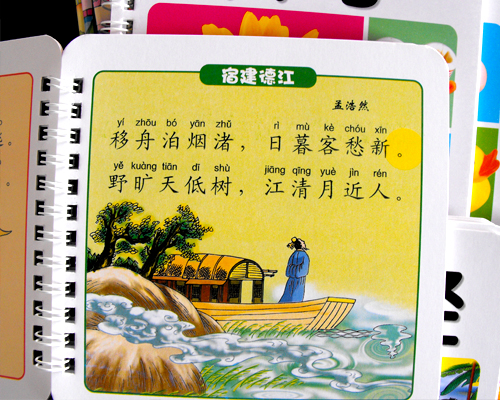 宿建德江
孟浩然
yí zhōu bó yān zhǔ rì mù kè chóu xīn
移舟泊烟渚，日暮客愁新。
yě kuàng tiān dī shù jiāng qīng yuè jìn rén
野旷天低树，江清月近人。